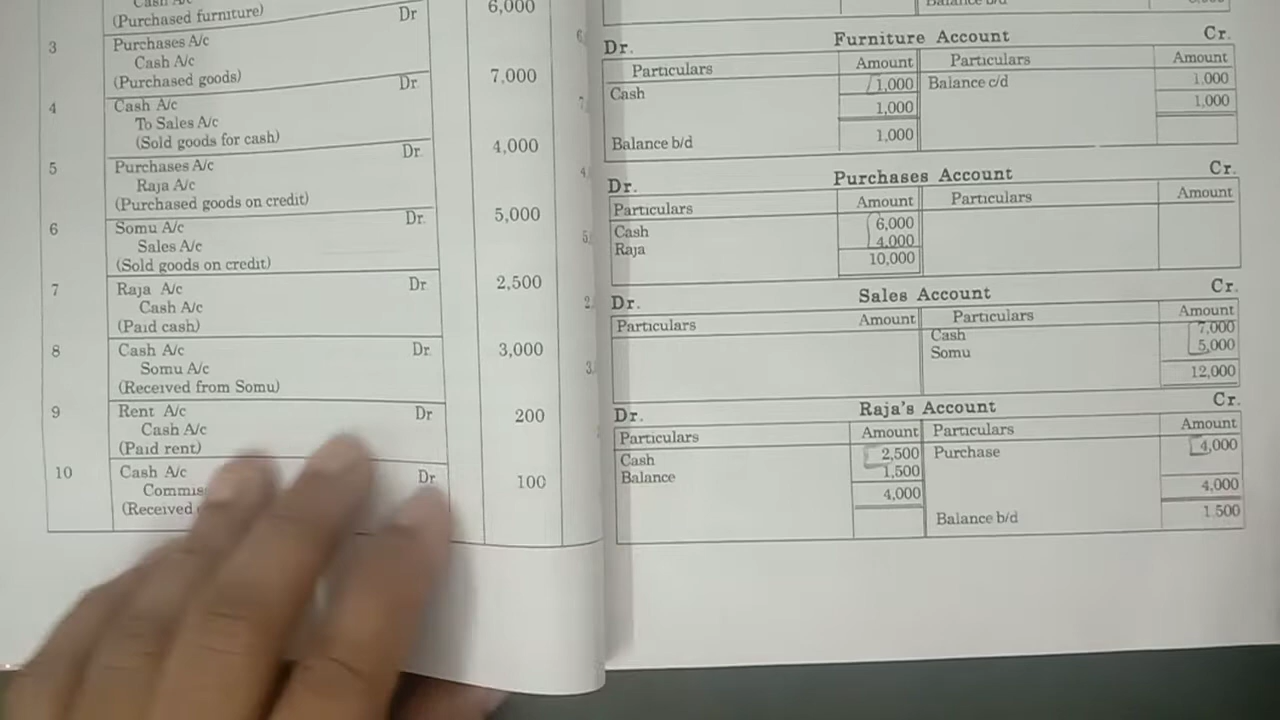 (Purchased furniture) Dr 6,000
3 Purchases A/c
Cash A/c
(Purchased goods) Dr. 7,000
4 Cash A/c
To Sales A/c
(Sold goods for cash) 4,000
5 Purchases A/c Dr.
Raja A/c
(Purchased goods on credit)
6 Somu A/c Dr. 5,000
Sales A/c
(Sold goods on credit)
7 Raja A/c Dr 2,500
Cash A/c
(Paid cash)
8 Cash A/c Dr. 3,000
Somu A/c
(Received from Somu)
9 Rent A/c Dr 200
Cash A/c
(Paid rent)
10 Cash A/c Dr 100
Commis
(Received
Balance b/d
Dr. Furniture Account Cr.
Particulars Amount Particulars Amount
Cash 1,000 Balance c/d 1,000
1,000 1,000
Balance b/d 1,000
Dr. Purchases Account Cr.
Particulars Amount Particulars Amount
Cash 6,000
Raja 4,000
10,000
Dr. Sales Account Cr.
Particulars Amount Particulars Amount
Cash 7,000
Somu 5,000
12,000
Dr. Raja's Account Cr.
Particulars Amount Particulars Amount
Cash 2,500 Purchase 4,000
Balance 1,500
4,000 4,000
Balance b/d 1.500